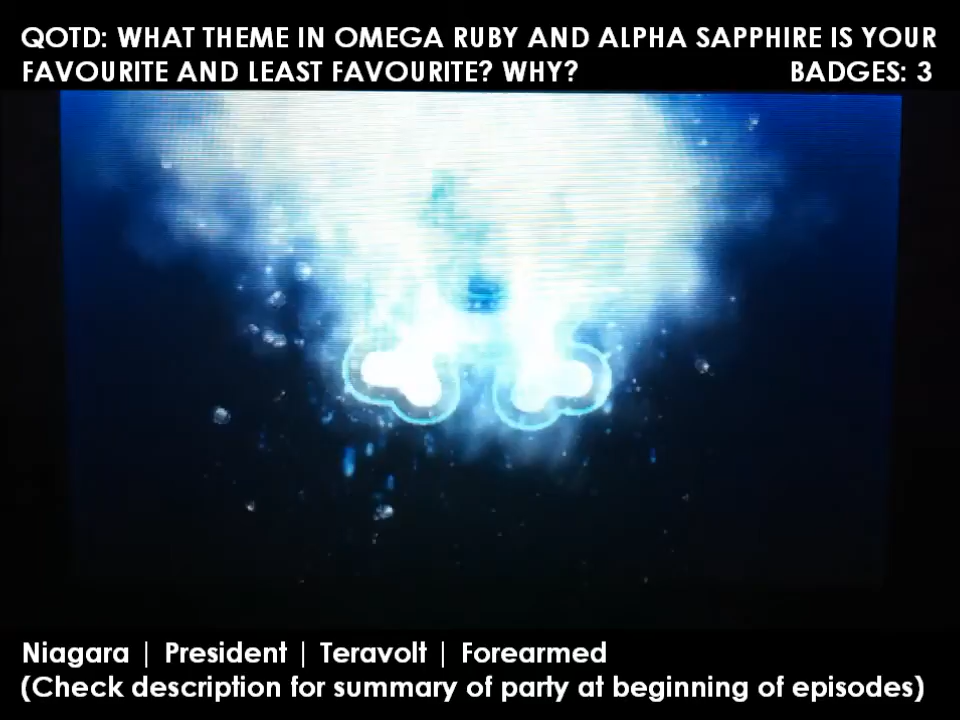 QOTD: WHAT THEME IN OMEGA RUBY AND ALPHA SAPPHIRE IS YOUR
FAVOURITE AND LEAST FAVOURITE? WHY? BADGES: 3
Niagara | President | Teravolt | Forearmed
(Check description for summary of party at beginning of episodes)